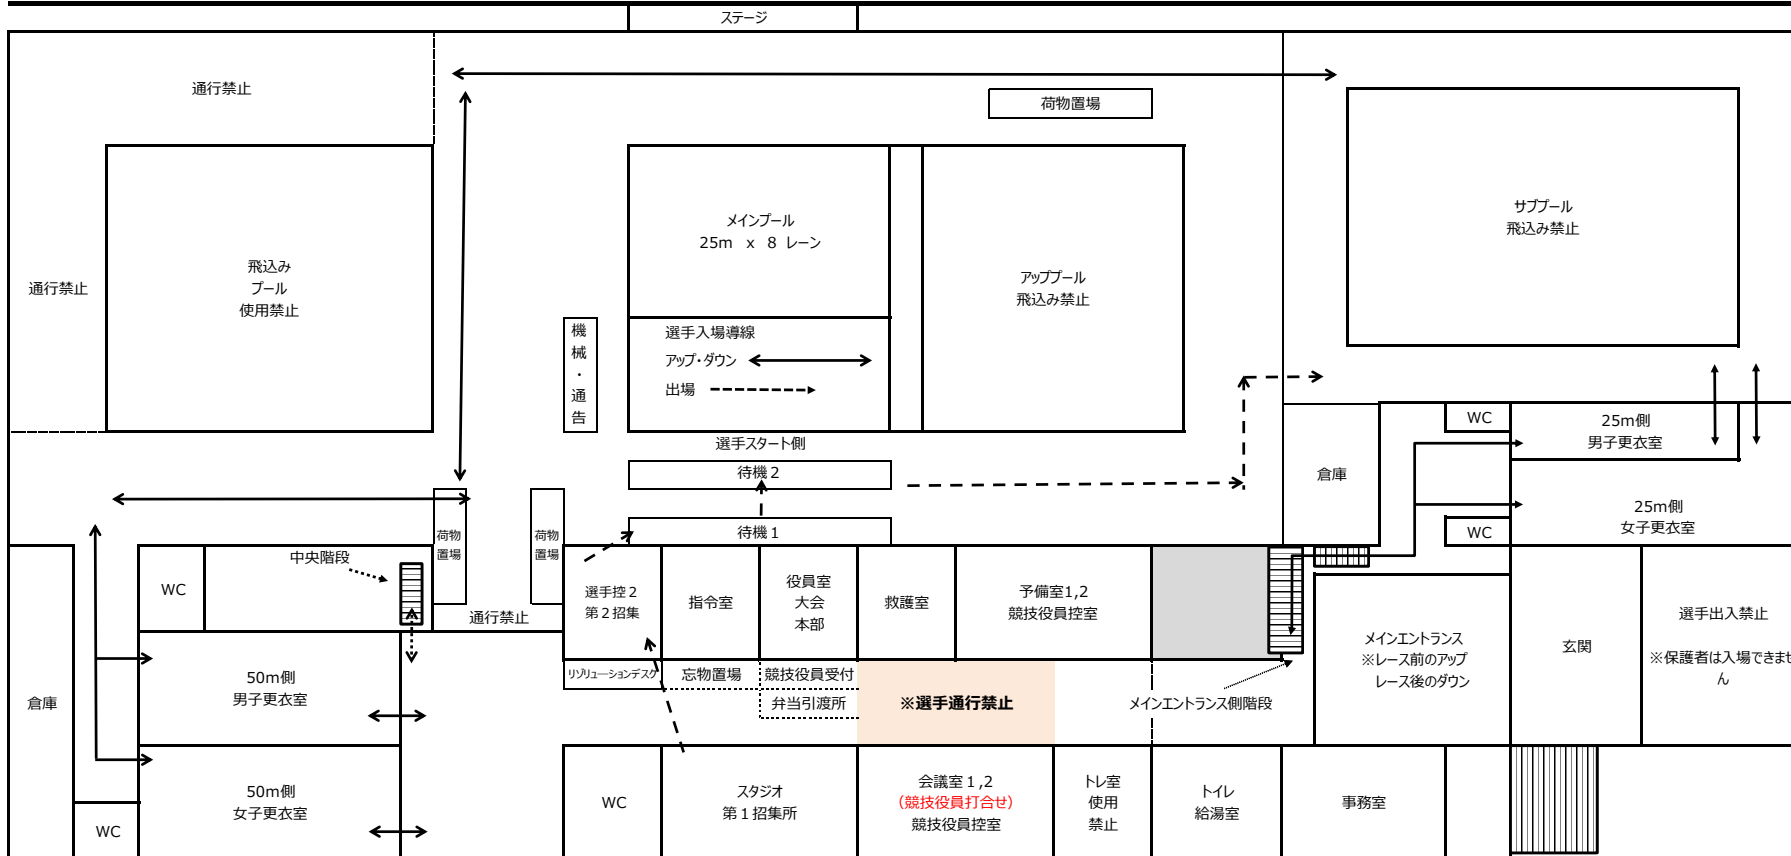 ステージ
通行禁止
荷物置場
メインプール
25m x 8 レーン
サブプール
飛込み禁止
飛込み
プール
使用禁止
通行禁止
アッププール
飛込み禁止
機
械
・
通
告
選手入場導線
アップ・ダウン
出場
選手スタート側
待機２
待機１
荷物
置場
荷物
置場
倉庫
WC
25m側
男子更衣室
25m側
女子更衣室
WC
中央階段
WC
通行禁止
選手控２
第２招集
指令室
役員室
大会
本部
救護室
予備室1,2
競技役員控室
メインエントランス
※レース前のアップ
レース後のダウン
玄関
選手出入禁止
※保護者は入場できませ
ん
リゾリューションデスク
忘物置場
競技役員受付
弁当引渡所
※選手通行禁止
メインエントランス側階段
倉庫
50m側
男子更衣室
50m側
女子更衣室
WC
WC
スタジオ
第１招集所
会議室１,2
（競技役員打合せ）
競技役員控室
トレ室
使用
禁止
トイレ
給湯室
事務室